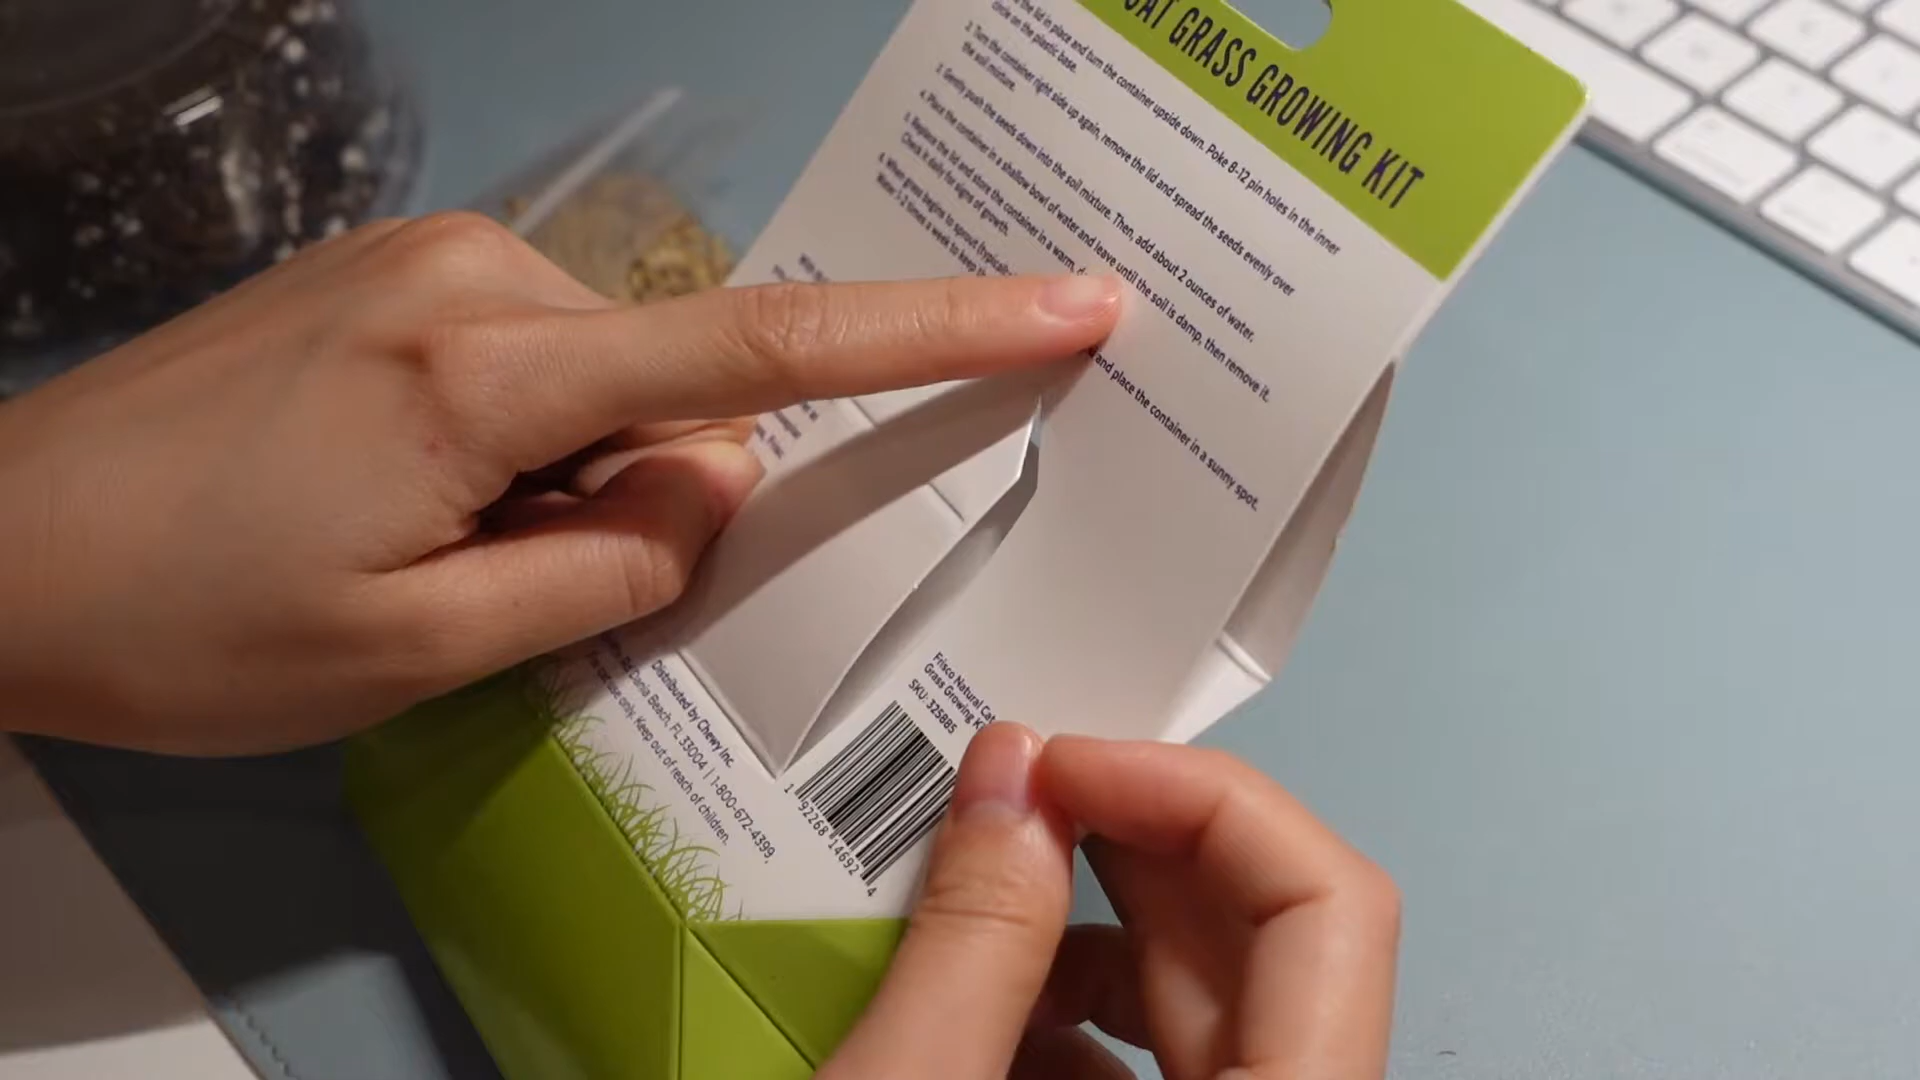 CAT GRASS GROWING KIT
the lid in place and turn the container upside down. Poke 8-12 pin holes in the inner
circle on the plastic base.
2. Turn the container right side up again, remove the lid and spread the seeds evenly over
the soil mixture.
3. Gently push the seeds down into the soil mixture. Then, add about 2 ounces of water.
4. Place the container in a shallow bowl of water and leave until the soil is damp, then remove it.
5. Replace the lid and store the container in a warm,
Check it daily for signs of growth.
6. When grass begins to sprout (typically and place the container in a sunny spot.
Water 1-2 times a week to keep the
Frisco Natural Cat
Grass Growing
SKU: 325885
Distributed by Chewy Inc.
Dania Beach, FL 33004 | 1-800-672-4399,
use only. Keep out of reach of children.
1 92268 14692 4